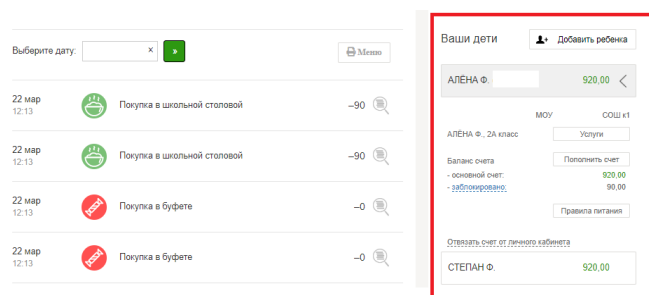 Выберите дату: × » Меню
22 мар
12:13
Покупка в школьной столовой –90
22 мар
12:13
Покупка в школьной столовой –90
22 мар
12:13
Покупка в буфете –0
22 мар
12:13
Покупка в буфете –0
Ваши дети Добавить ребенка
АЛЁНА Ф. 920,00
МОУ СОШ к1
АЛЁНА Ф., 2А класс Услуги
Баланс счета Пополнить счет
- основной счет: 920,00
- заблокировано: 90,00
Правила питания
Отвязать счет от личного кабинета
СТЕПАН Ф. 920,00